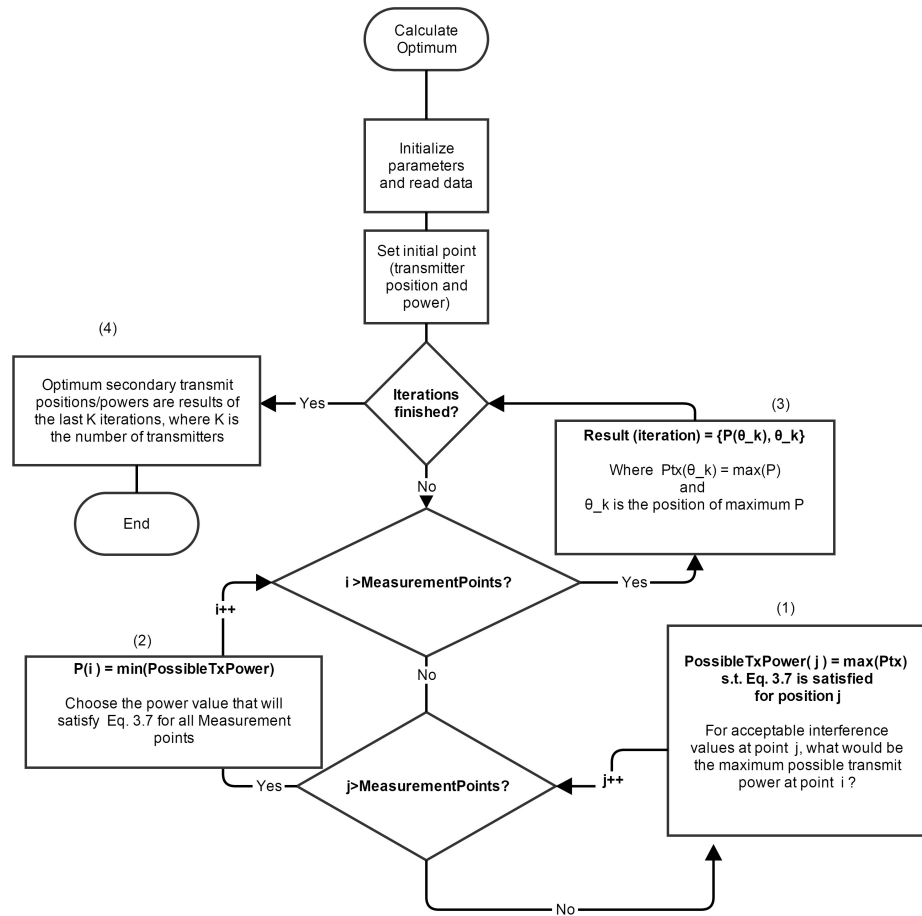 Calculate
Optimum
Initialize
parameters
and read data
Set initial point
(transmitter
position and
power)
(4)
Optimum secondary transmit
positions/powers are results of
the last K iterations, where K is
the number of transmitters
Yes
Iterations
finished?
(3)
Result (iteration) = {P(θ_k), θ_k}
Where Ptx(θ_k) = max(P)
and
θ_k is the position of maximum P
End
No
i >MeasurementPoints?
Yes
i++
(2)
P(i ) = min(PossibleTxPower)
Choose the power value that will
satisfy Eq. 3.7 for all Measurement
points
No
(1)
PossibleTxPower( j ) = max(Ptx)
s.t. Eq. 3.7 is satisfied
for position j
For acceptable interference
values at point j, what would be
the maximum possible transmit
power at point i ?
Yes
j>MeasurementPoints?
j++
No